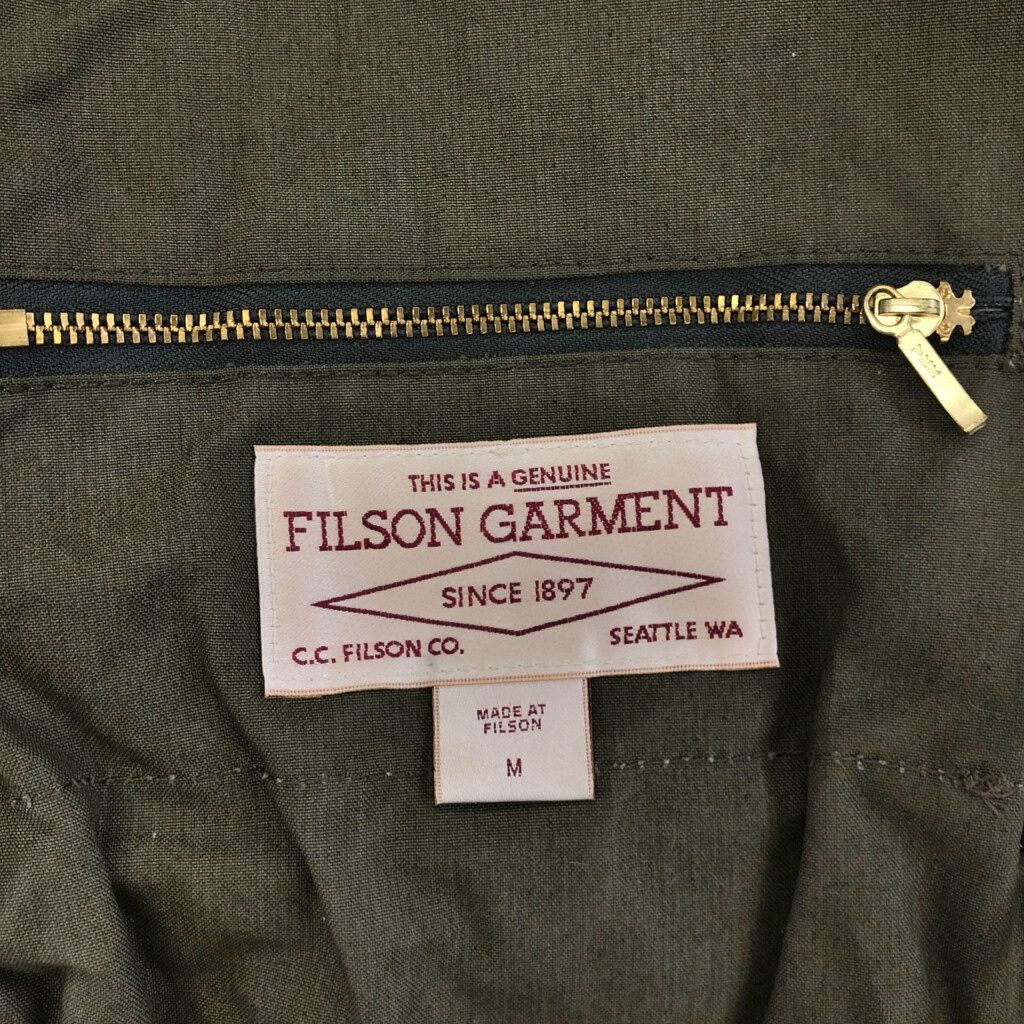 THIS IS A GENUINE
FILSON GARMENT
SINCE 1897
C.C. FILSON CO.
SEATTLE WA
MADE AT
FILSON
M